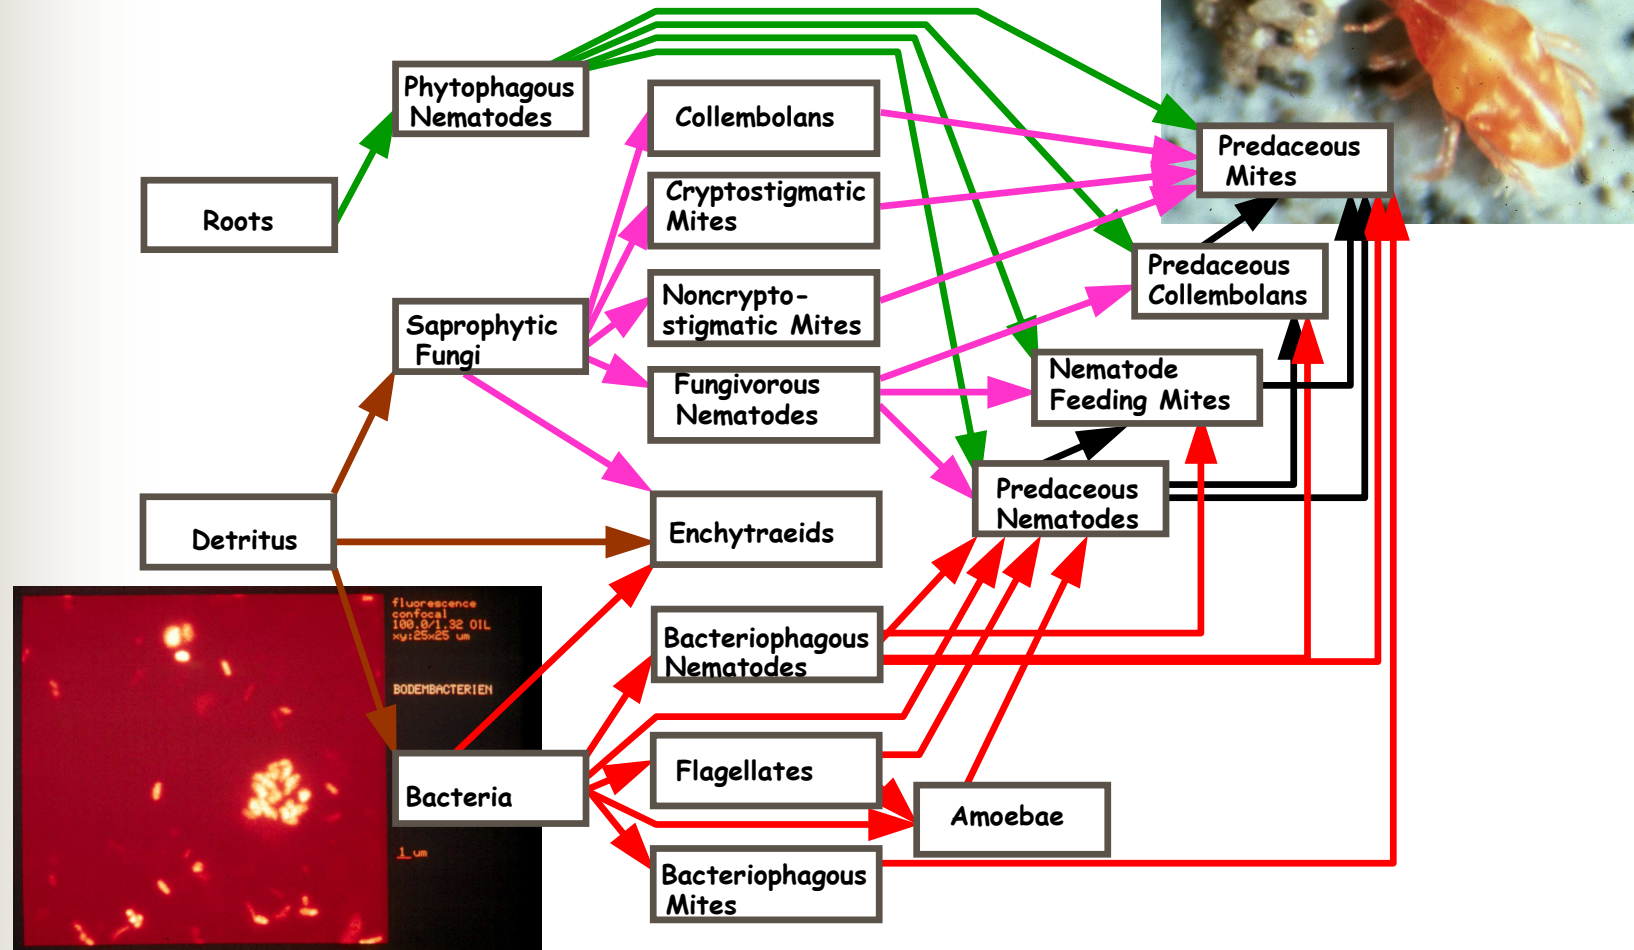 Phytophagous
Nematodes
Roots
Collembolans
Cryptostigmatic
Mites
Noncrypto-
stigmatic Mites
Saprophytic
Fungi
Fungivorous
Nematodes
Predaceous
Mites
Predaceous
Collembolans
Nematode
Feeding Mites
Predaceous
Nematodes
Detritus
Enchytraeids
Bacteriophagous
Nematodes
fluorescence
confocal
100.0/1.32 OIL
xy:25x25 um
BODEMBACTERIEN
1 um
Bacteria
Flagellates
Amoebae
Bacteriophagous
Mites